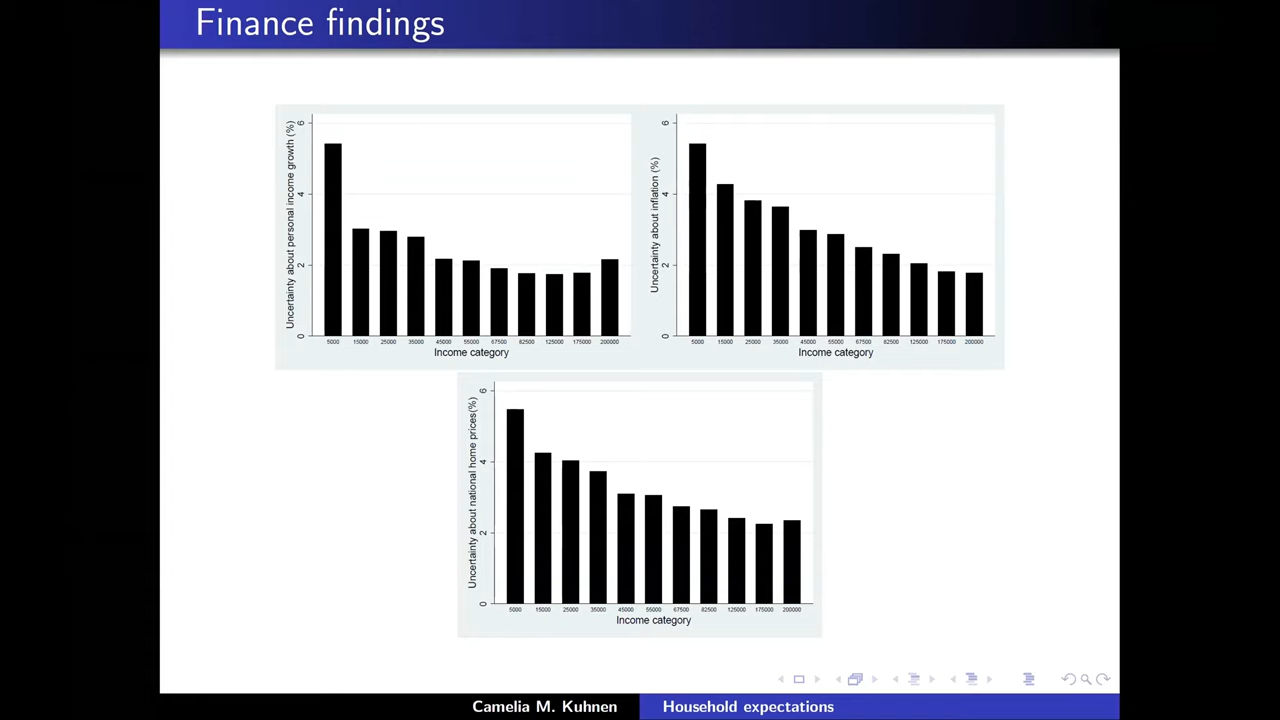 Finance findings
Uncertainty about personal income growth (%)
0 2 4 6
5000 15000 25000 35000 45000 55000 67500 82500 125000 175000 200000
Income category
Uncertainty about inflation (%)
0 2 4 6
5000 15000 25000 35000 45000 55000 67500 82500 125000 175000 200000
Income category
Uncertainty about national home prices(%)
0 2 4 6
5000 15000 25000 35000 45000 55000 67500 82500 125000 175000 200000
Income category
Camelia M. Kuhnen Household expectations